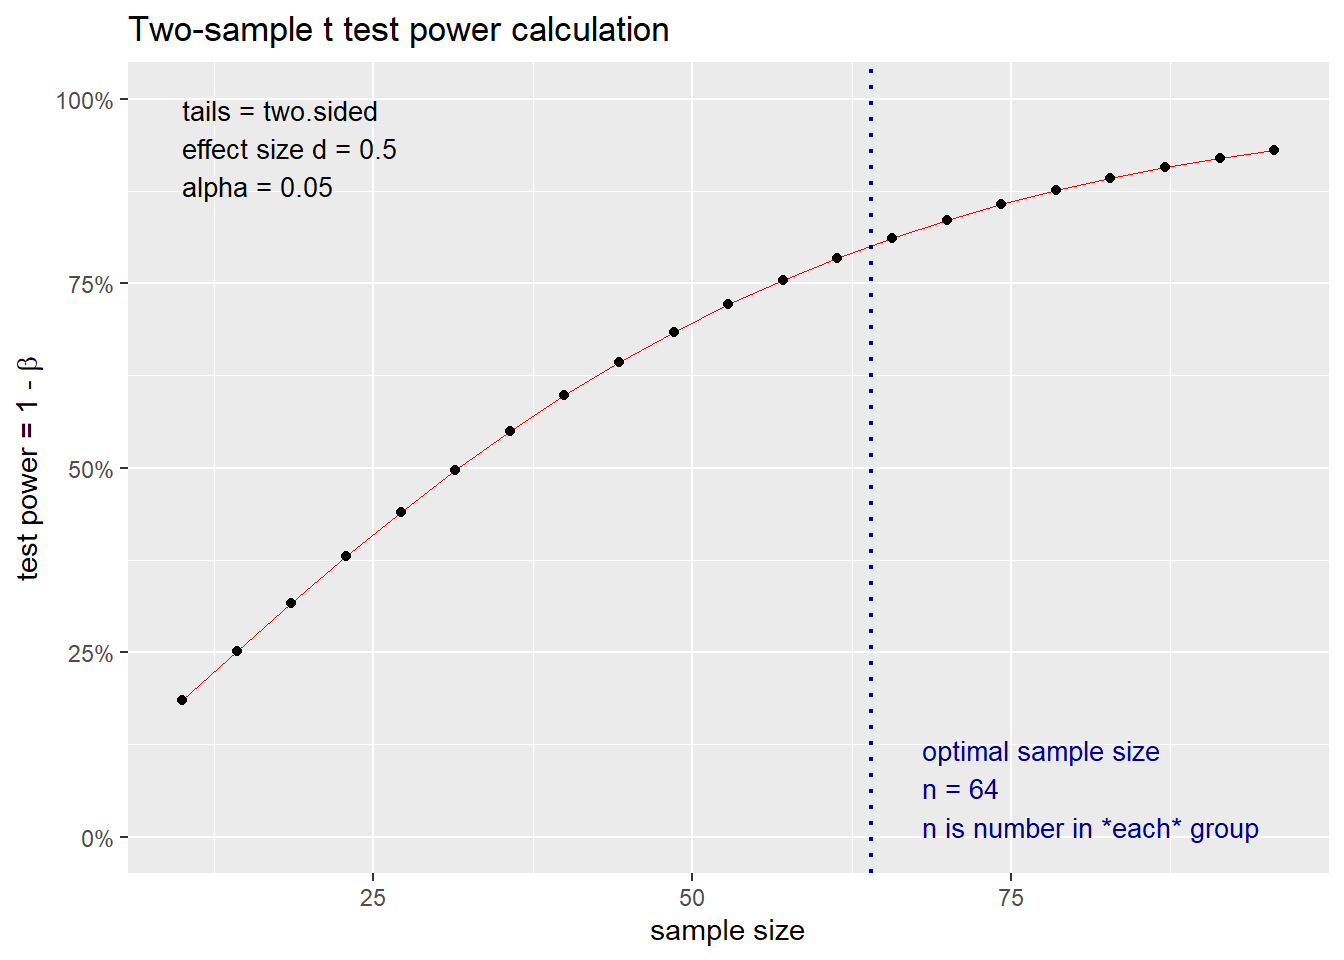 Two-sample t test power calculation
tails = two.sided
effect size d = 0.5
alpha = 0.05
100%
75%
50%
25%
0%
test power = 1 - β
optimal sample size
n = 64
n is number in *each* group
25
50
75
sample size